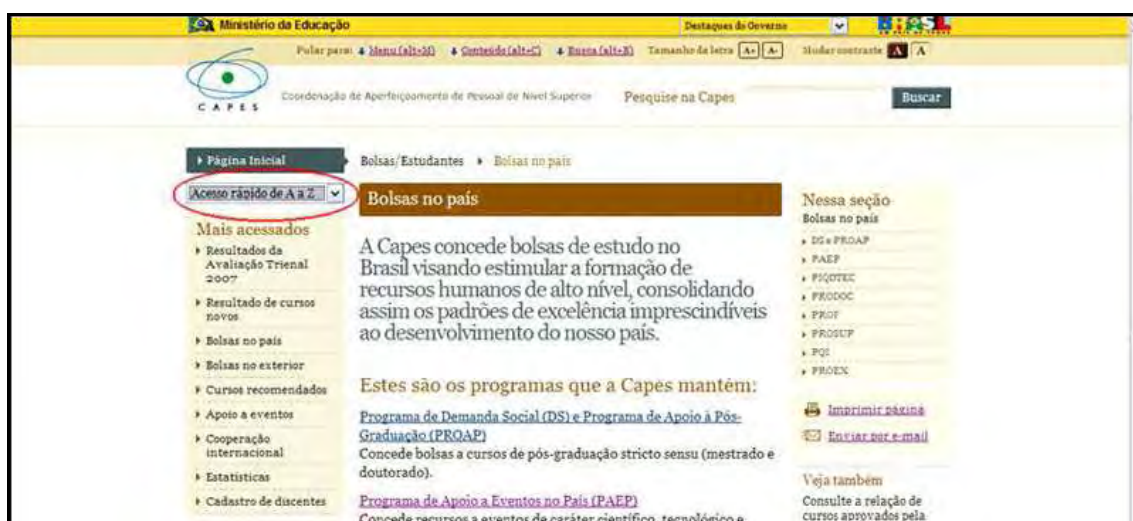 Ministério da Educação
Destaques do Governo
BRASIL
Pular para: Menu (alt+M) Conteúdo (alt+C) Busca (alt+B) Tamanho da letra A+ A- Mudar contraste A A
CAPES
Coordenação de Aperfeiçoamento de Pessoal de Nível Superior
Pesquise na Capes
Buscar
Página Inicial
Bolsas/Estudantes
Bolsas no país
Acesso rápido de A a Z
Mais acessados
Resultados da
Avaliação Trienal
2007
Resultado de cursos
novos
Bolsas no país
Bolsas no exterior
Cursos recomendados
Apoio a eventos
Cooperação
internacional
Estatísticas
Cadastro de discentes
Bolsas no país
A Capes concede bolsas de estudo no
Brasil visando estimular a formação de
recursos humanos de alto nível, consolidando
assim os padrões de excelência imprescindíveis
ao desenvolvimento do nosso país.
Estes são os programas que a Capes mantém:
Programa de Demanda Social (DS) e Programa de Apoio à Pós-
Graduação (PROAP)
Concede bolsas a cursos de pós-graduação stricto sensu (mestrado e
doutorado).
Programa de Apoio a Eventos no País (PAEP)
Concede recursos a eventos de caráter científico, tecnológico e
Nessa seção
Bolsas no país
DS e PROAP
PAEP
PIQDTEC
PRODOC
PROF
PROSUP
PQI
PROEX
Imprimir página
Enviar por e-mail
Veja também
Consulte a relação de
cursos aprovados pela